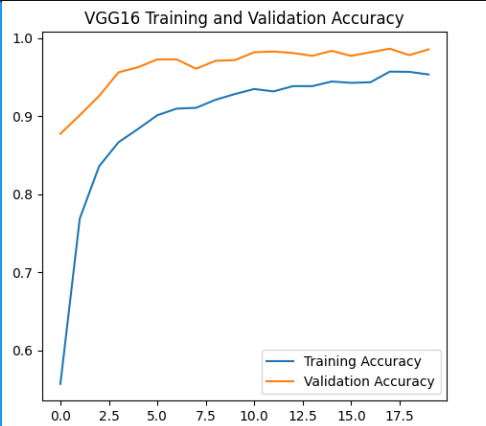 VGG16 Training and Validation Accuracy
1.0
0.9
0.8
0.7
0.6
Training Accuracy
Validation Accuracy
0.0 2.5 5.0 7.5 10.0 12.5 15.0 17.5